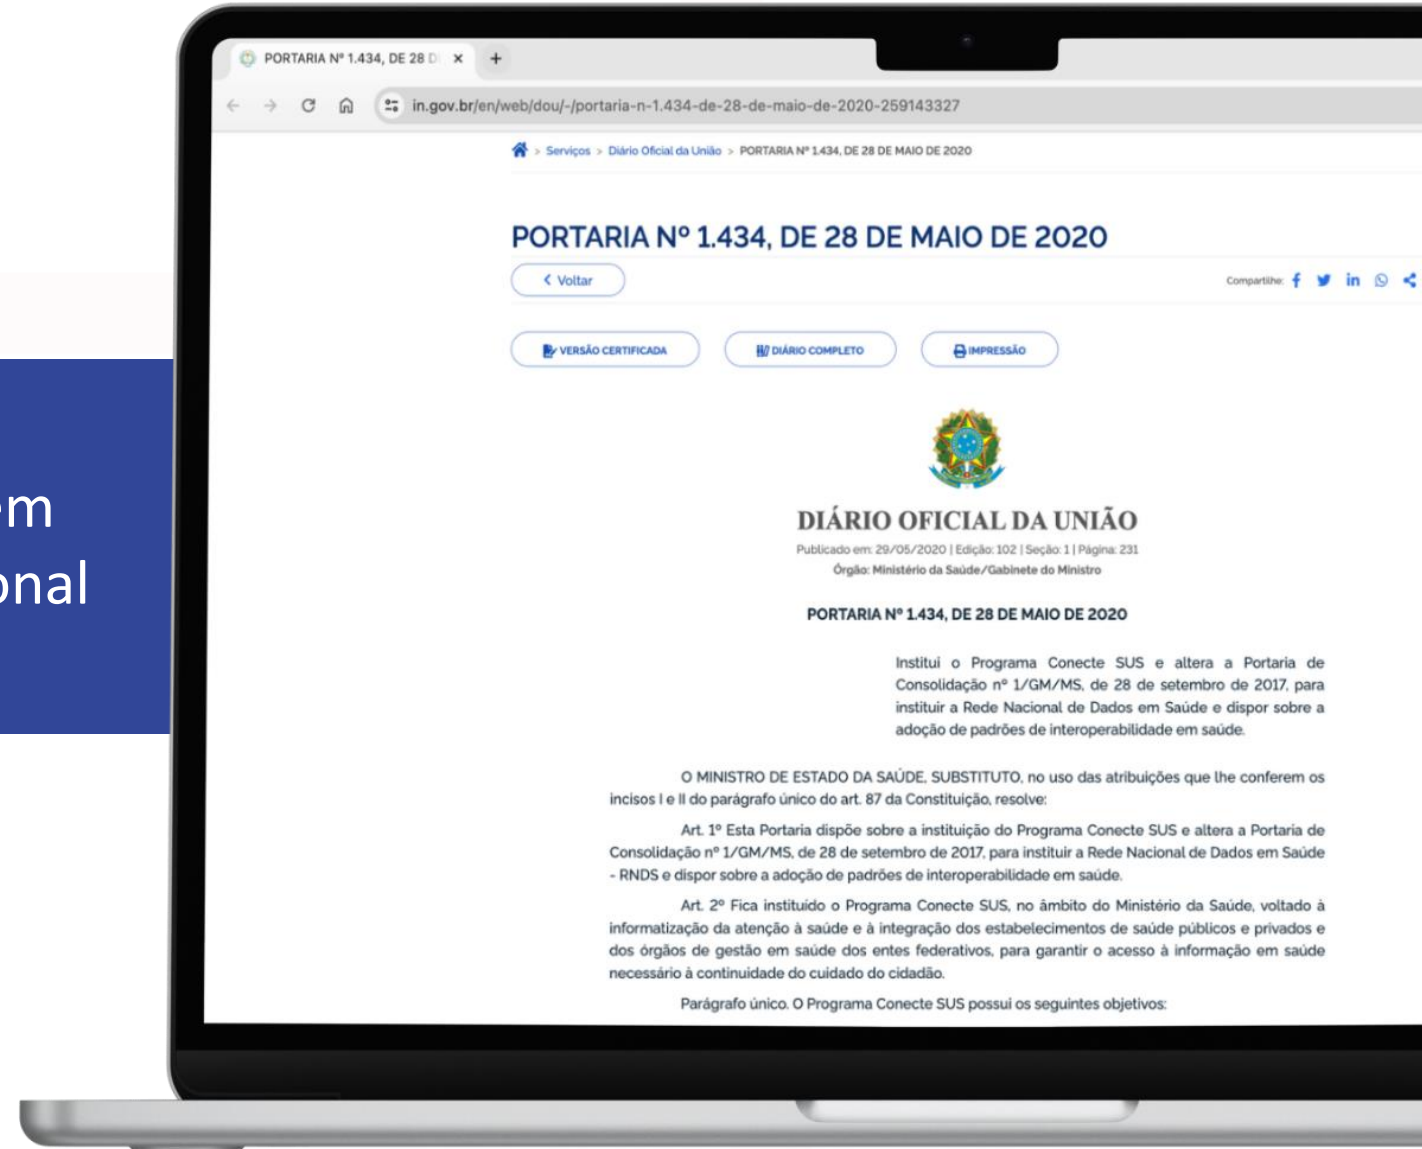 PORTARIA Nº 1.434, DE 28 D
in.gov.br/en/web/dou/-/portaria-n-1.434-de-28-de-maio-de-2020-259143327
> Serviços > Diário Oficial da União > PORTARIA Nº 1.434, DE 28 DE MAIO DE 2020
PORTARIA Nº 1.434, DE 28 DE MAIO DE 2020
Voltar
Compartilhe:
VERSÃO CERTIFICADA
DIÁRIO COMPLETO
IMPRESSÃO
em
onal
DIÁRIO OFICIAL DA UNIÃO
Publicado em: 29/05/2020 | Edição: 102 | Seção: 1 | Página: 231
Órgão: Ministério da Saúde/Gabinete do Ministro
PORTARIA Nº 1.434, DE 28 DE MAIO DE 2020
Institui o Programa Conecte SUS e altera a Portaria de
Consolidação nº 1/GM/MS, de 28 de setembro de 2017, para
instituir a Rede Nacional de Dados em Saúde e dispor sobre a
adoção de padrões de interoperabilidade em saúde.
O MINISTRO DE ESTADO DA SAÚDE, SUBSTITUTO, no uso das atribuições que lhe conferem os
incisos I e II do parágrafo único do art. 87 da Constituição, resolve:
Art. 1º Esta Portaria dispõe sobre a instituição do Programa Conecte SUS e altera a Portaria de
Consolidação nº 1/GM/MS, de 28 de setembro de 2017, para instituir a Rede Nacional de Dados em Saúde
- RNDS e dispor sobre a adoção de padrões de interoperabilidade em saúde.
Art. 2º Fica instituído o Programa Conecte SUS, no âmbito do Ministério da Saúde, voltado à
informatização da atenção à saúde e à integração dos estabelecimentos de saúde públicos e privados e
dos órgãos de gestão em saúde dos entes federativos, para garantir o acesso à informação em saúde
necessário à continuidade do cuidado do cidadão.
Parágrafo único. O Programa Conecte SUS possui os seguintes objetivos: